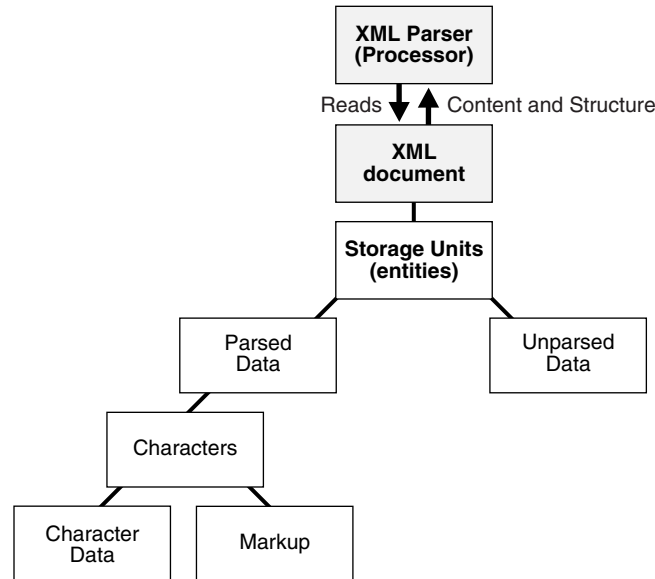 XML Parser
(Processor)
Reads
Content and Structure
XML
document
Storage Units
(entities)
Parsed
Data
Unparsed
Data
Characters
Character
Data
Markup